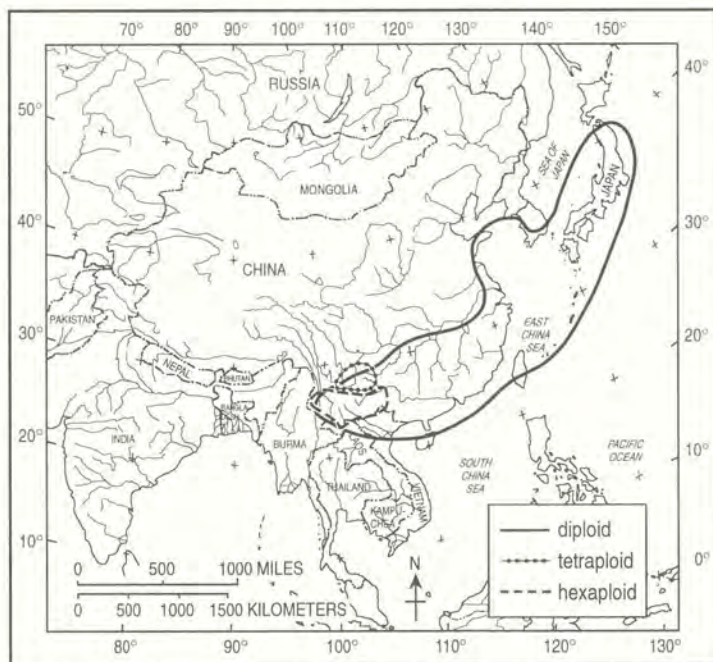 70° 80° 90° 100° 110° 120° 130° 140° 150°
RUSSIA
40°
50°
SEA OF
JAPAN
JAPAN
MONGOLIA
40°
30°
CHINA
PAKISTAN
30°
EAST
CHINA
SEA
20°
NEPAL
BHUTAN
BANGLA
INDIA
20°
BURMA
PACIFIC
OCEAN
10°
SOUTH
CHINA
SEA
THAILAND
VIETNAM
KAMPU-
CHEA
10°
0°
diploid
tetraploid
hexaploid
0 500 1000 MILES
0 500 1000 1500 KILOMETERS
N
80° 90° 100° 110° 120° 130°